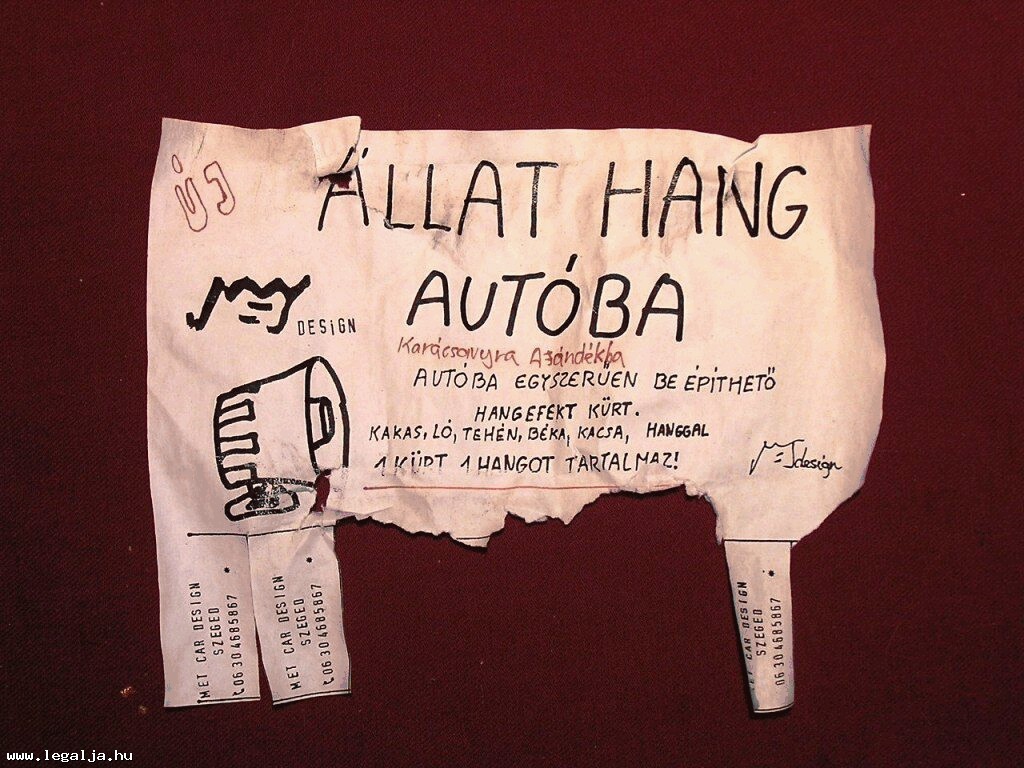 új
ÁLLAT HANG
AUTÓBA
DESiGN
Karácsonyra Ajándékba
AUTÓBA EGYSZERŰEN BE ÉPÍTHETŐ
HANGEFEKT KÜRT.
KAKAS, LÓ, TEHÉN, BÉKA, KACSA, HANGGAL
1 KÜRT 1 HANGOT TARTALMAZ!
design
MET CAR DESIGN
SZEGED
06304685867
MET CAR DESIGN
SZEGED
06304685867
CAR DESIGN
SZEGED
06304685867
www.legalja.hu